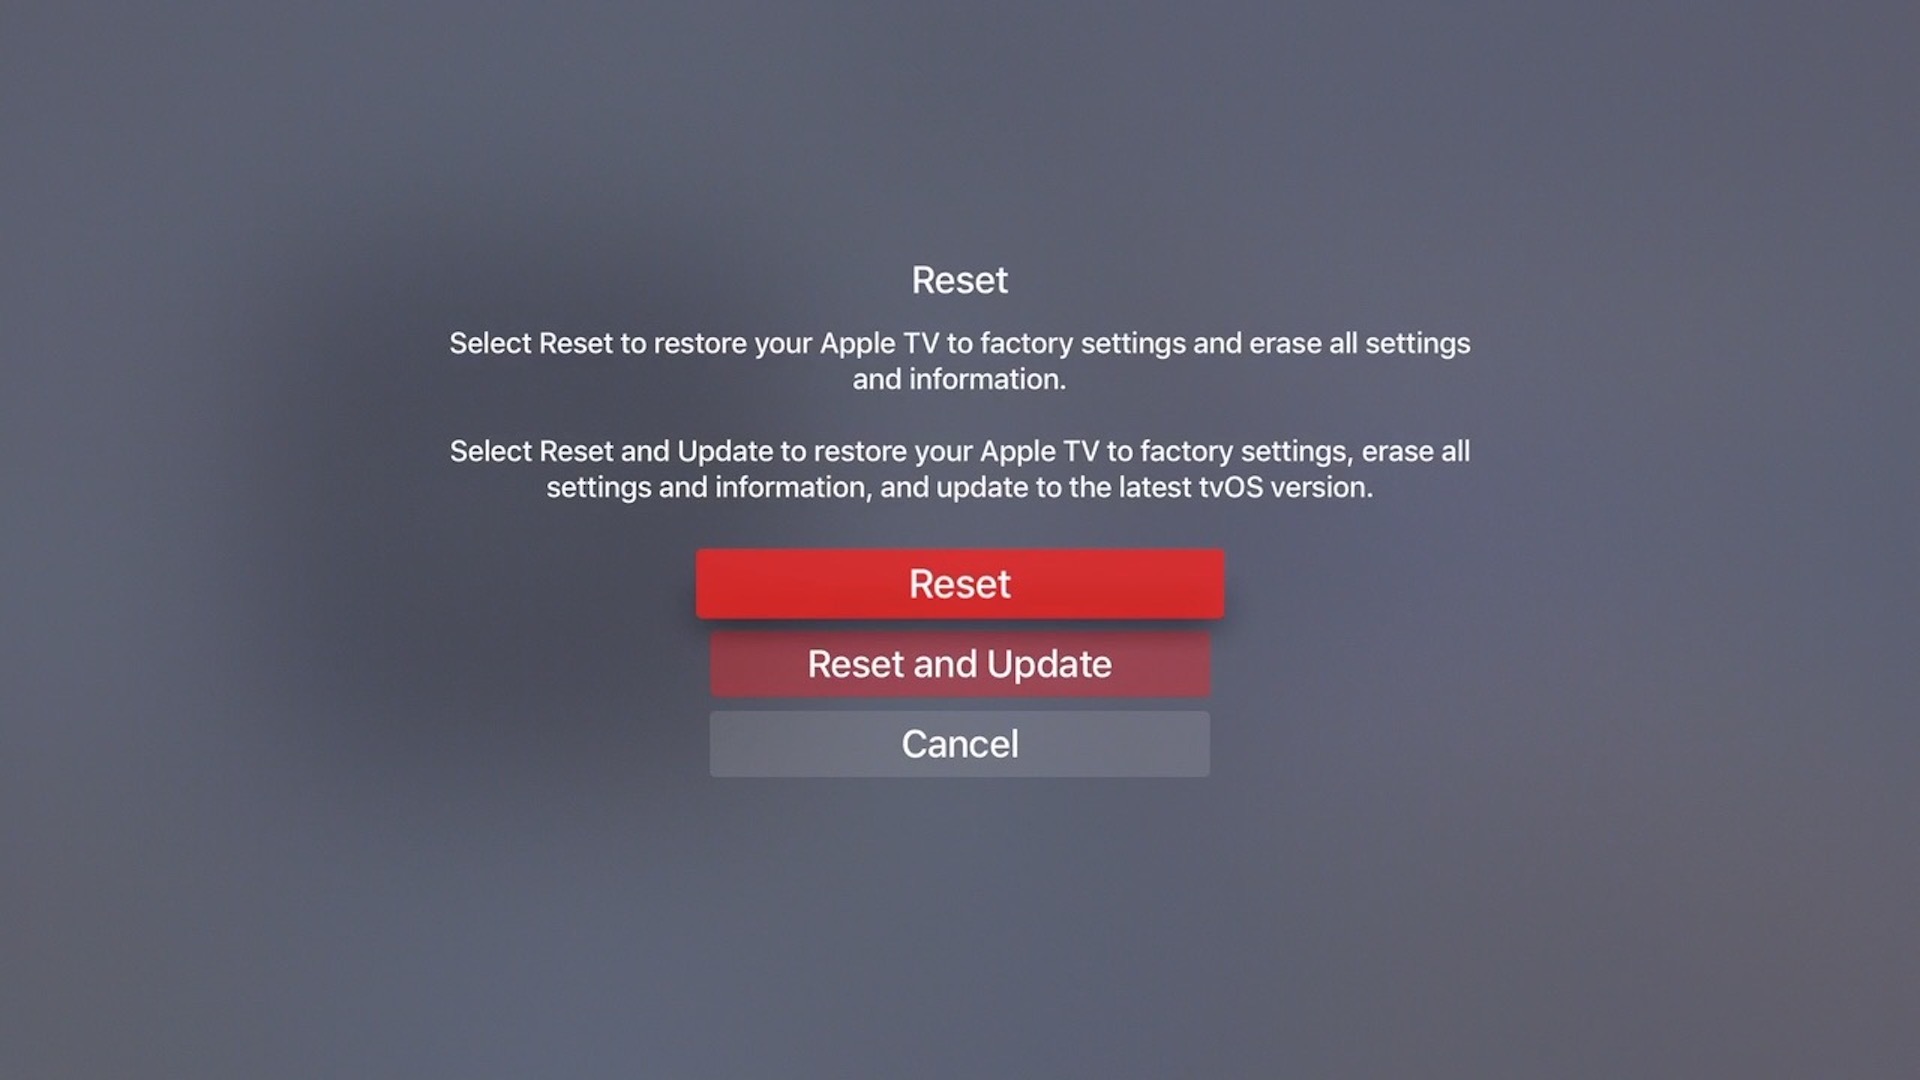 Reset
Select Reset to restore your Apple TV to factory settings and erase all settings
and information.
Select Reset and Update to restore your Apple TV to factory settings, erase all
settings and information, and update to the latest tvOS version.
Reset
Reset and Update
Cancel